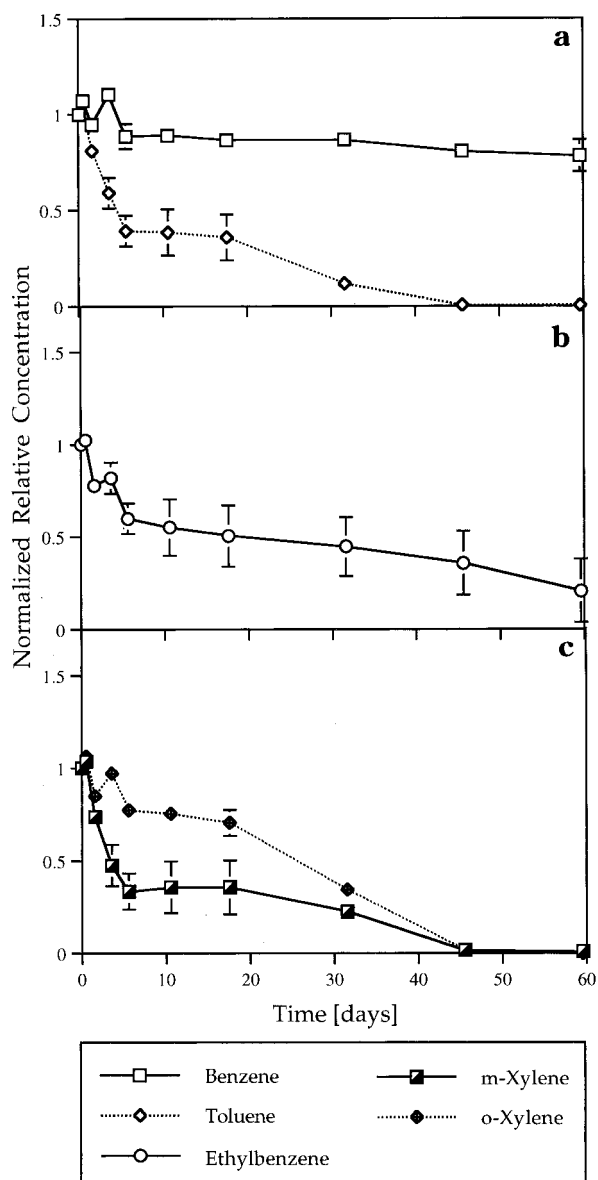 1.5
a
1
0.5
0
b
1.5
1
0.5
0
c
1.5
1
0.5
0
Normalized Relative Concentration
0 10 20 30 40 50 60
Time [days]
Benzene
m-Xylene
Toluene
o-Xylene
Ethylbenzene